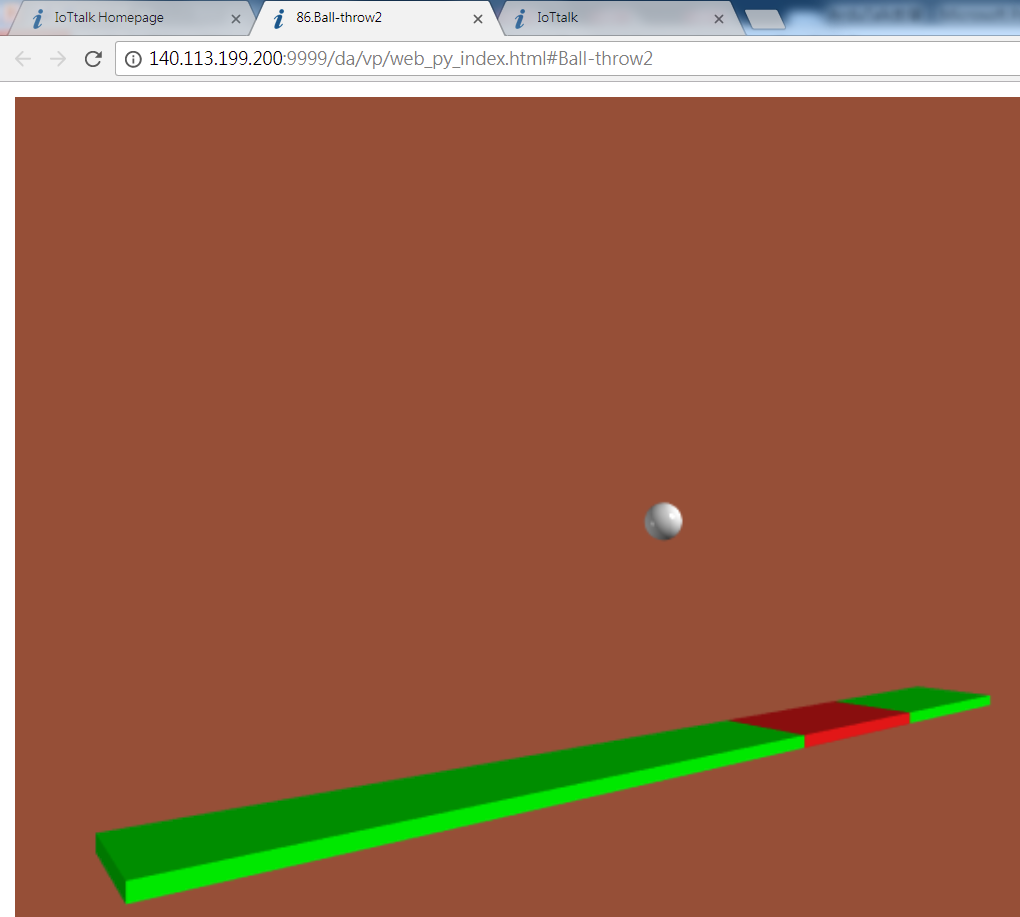 IoTtalk Homepage
86.Ball-throw2
IoTtalk
140.113.199.200:9999/da/vp/web_py_index.html#Ball-throw2